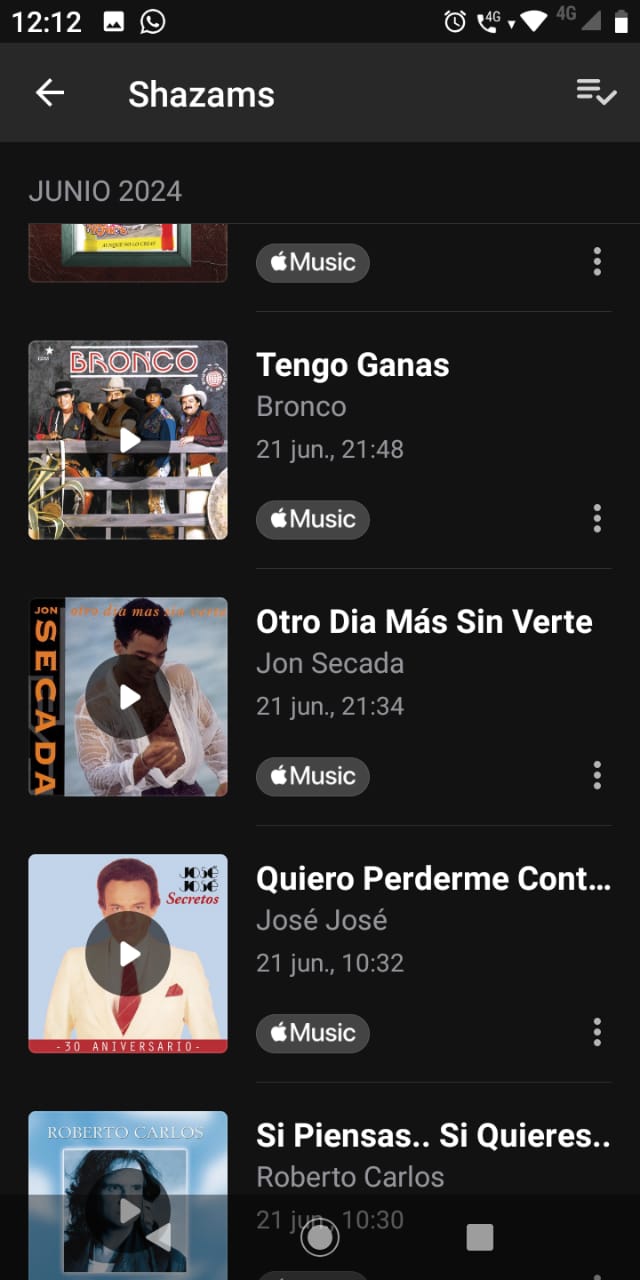 12:12
4G
4G
Shazams
JUNIO 2024
AUNQUE NO LO CREAS
Music
BRONCO
Tengo Ganas
Bronco
21 jun., 21:48
Music
JON
SECADA
otro dia mas sin verte
Otro Dia Más Sin Verte
Jon Secada
21 jun., 21:34
Music
José
José
Secretos
-30 ANIVERSARIO-
Quiero Perderme Cont...
José José
21 jun., 10:32
Music
ROBERTO CARLOS
Si Piensas.. Si Quieres..
Roberto Carlos
21 jun., 10:30